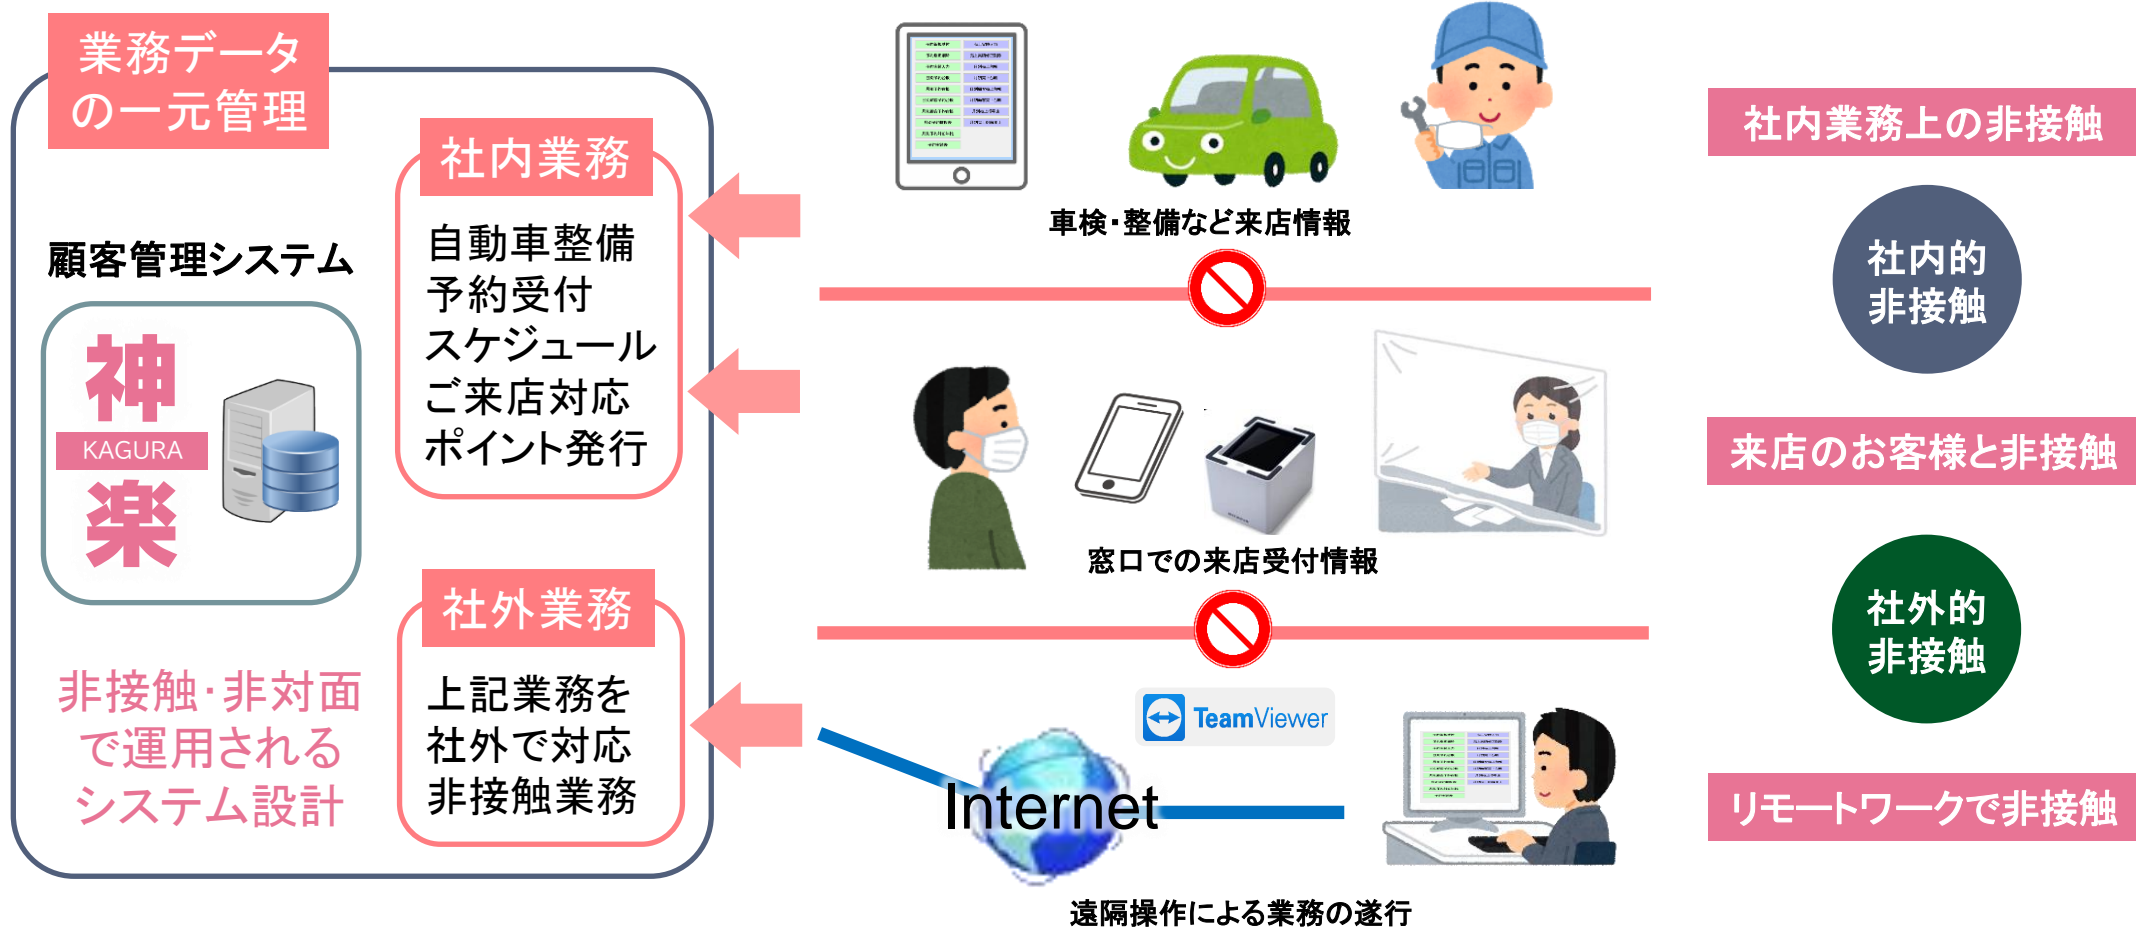 業務データ
の一元管理
顧客管理システム
神
KAGURA
楽
非接触・非対面
で運用される
システム設計
社内業務
自動車整備
予約受付
スケジュール
ご来店対応
ポイント発行
社外業務
上記業務を
社外で対応
非接触業務
車検・整備など来店情報
窓口での来店受付情報
TeamViewer
Internet
遠隔操作による業務の遂行
社内業務上の非接触
社内的
非接触
来店のお客様と非接触
社外的
非接触
リモートワークで非接触